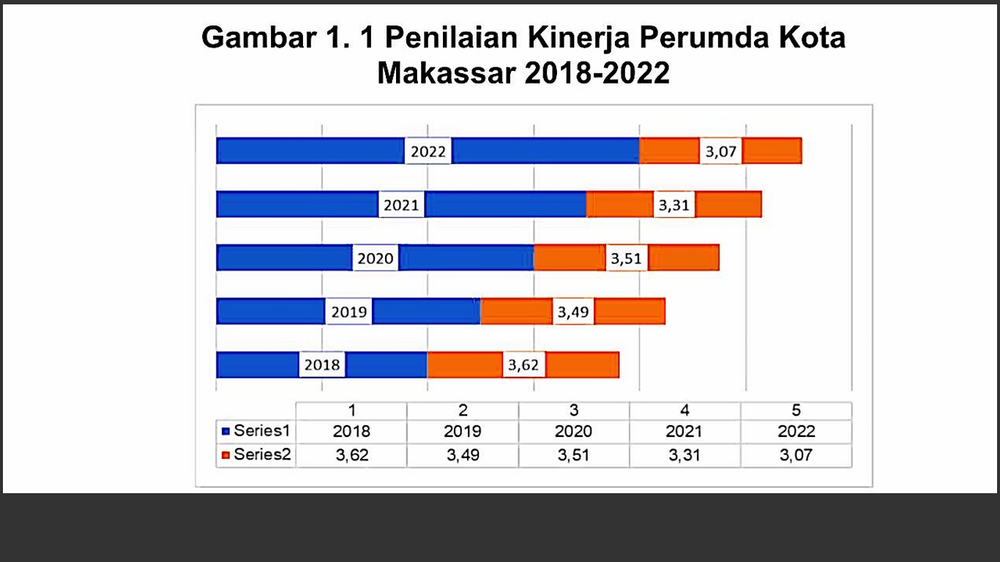 Gambar 1. 1 Penilaian Kinerja Perumda Kota
Makassar 2018-2022
2022 3,07
2021 3,31
2020 3,51
2019 3,49
2018 3,62
1 2 3 4 5
Series1 2018 2019 2020 2021 2022
Series2 3,62 3,49 3,51 3,31 3,07